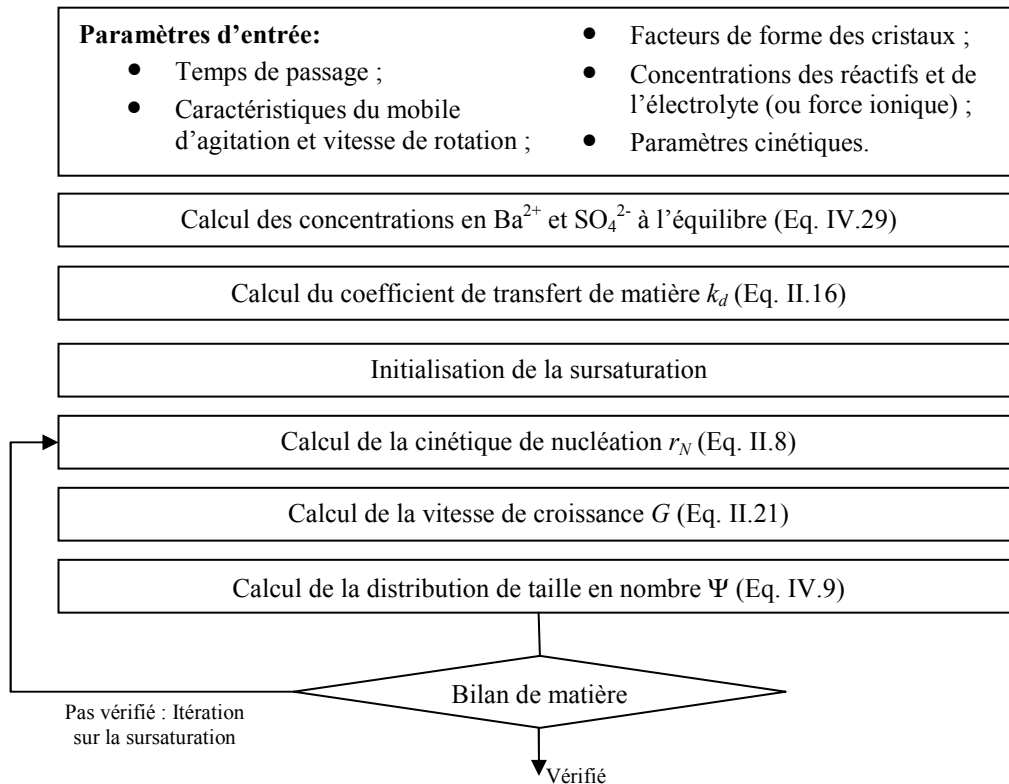 Paramètres d'entrée:
• Temps de passage ;
• Caractéristiques du mobile
d'agitation et vitesse de rotation ;
• Facteurs de forme des cristaux ;
• Concentrations des réactifs et de
l'électrolyte (ou force ionique) ;
• Paramètres cinétiques.
Calcul des concentrations en Ba²⁺ et SO₄²⁻ à l'équilibre (Eq. IV.29)
Calcul du coefficient de transfert de matière k_d (Eq. II.16)
Initialisation de la sursaturation
Calcul de la cinétique de nucléation r_N (Eq. II.8)
Calcul de la vitesse de croissance G (Eq. II.21)
Calcul de la distribution de taille en nombre Ψ (Eq. IV.9)
Bilan de matière
Pas vérifié : Itération
sur la sursaturation
Vérifié